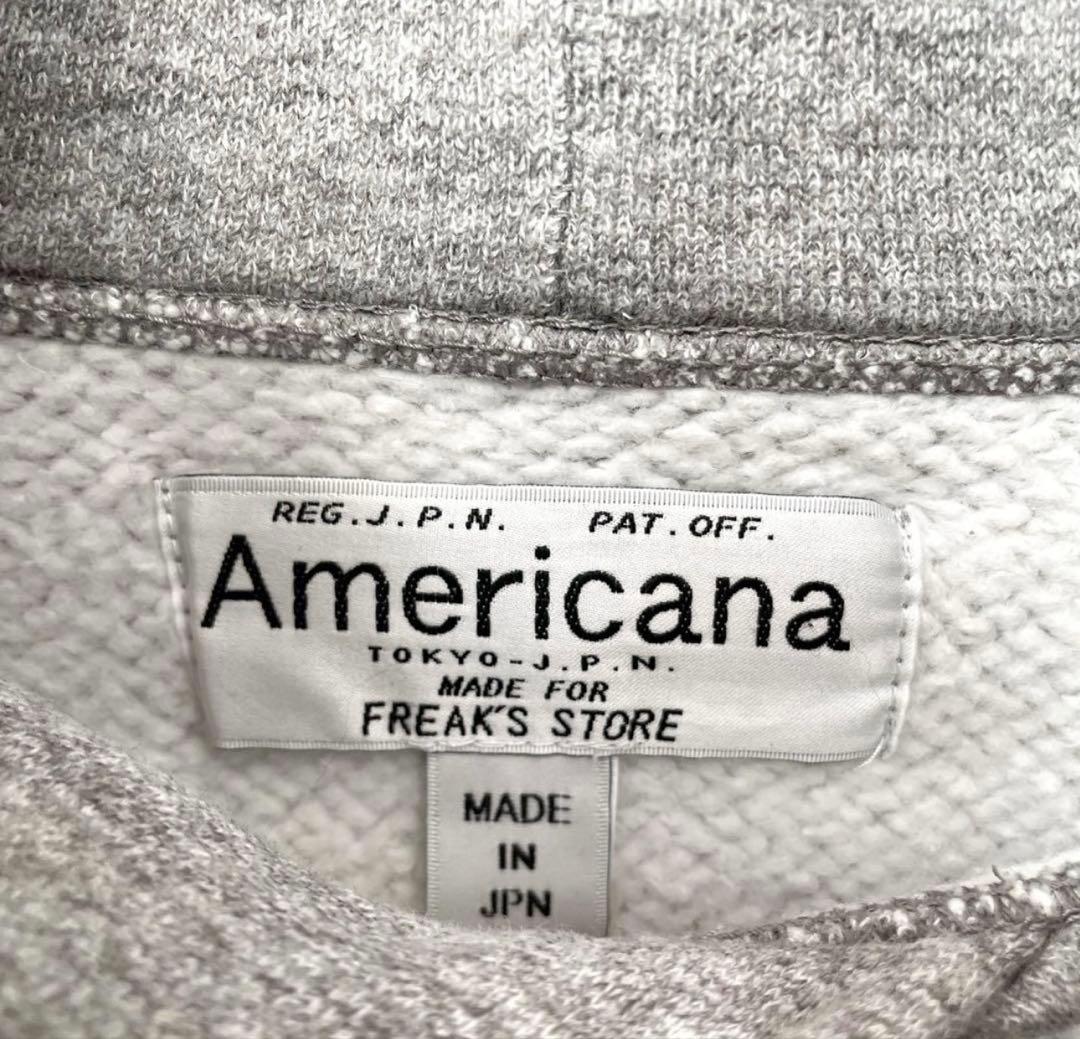 REG.J.P.N. PAT.OFF.
Americana
TOKYO-J.P.N.
MADE FOR
FREAK'S STORE
MADE
IN
JPN